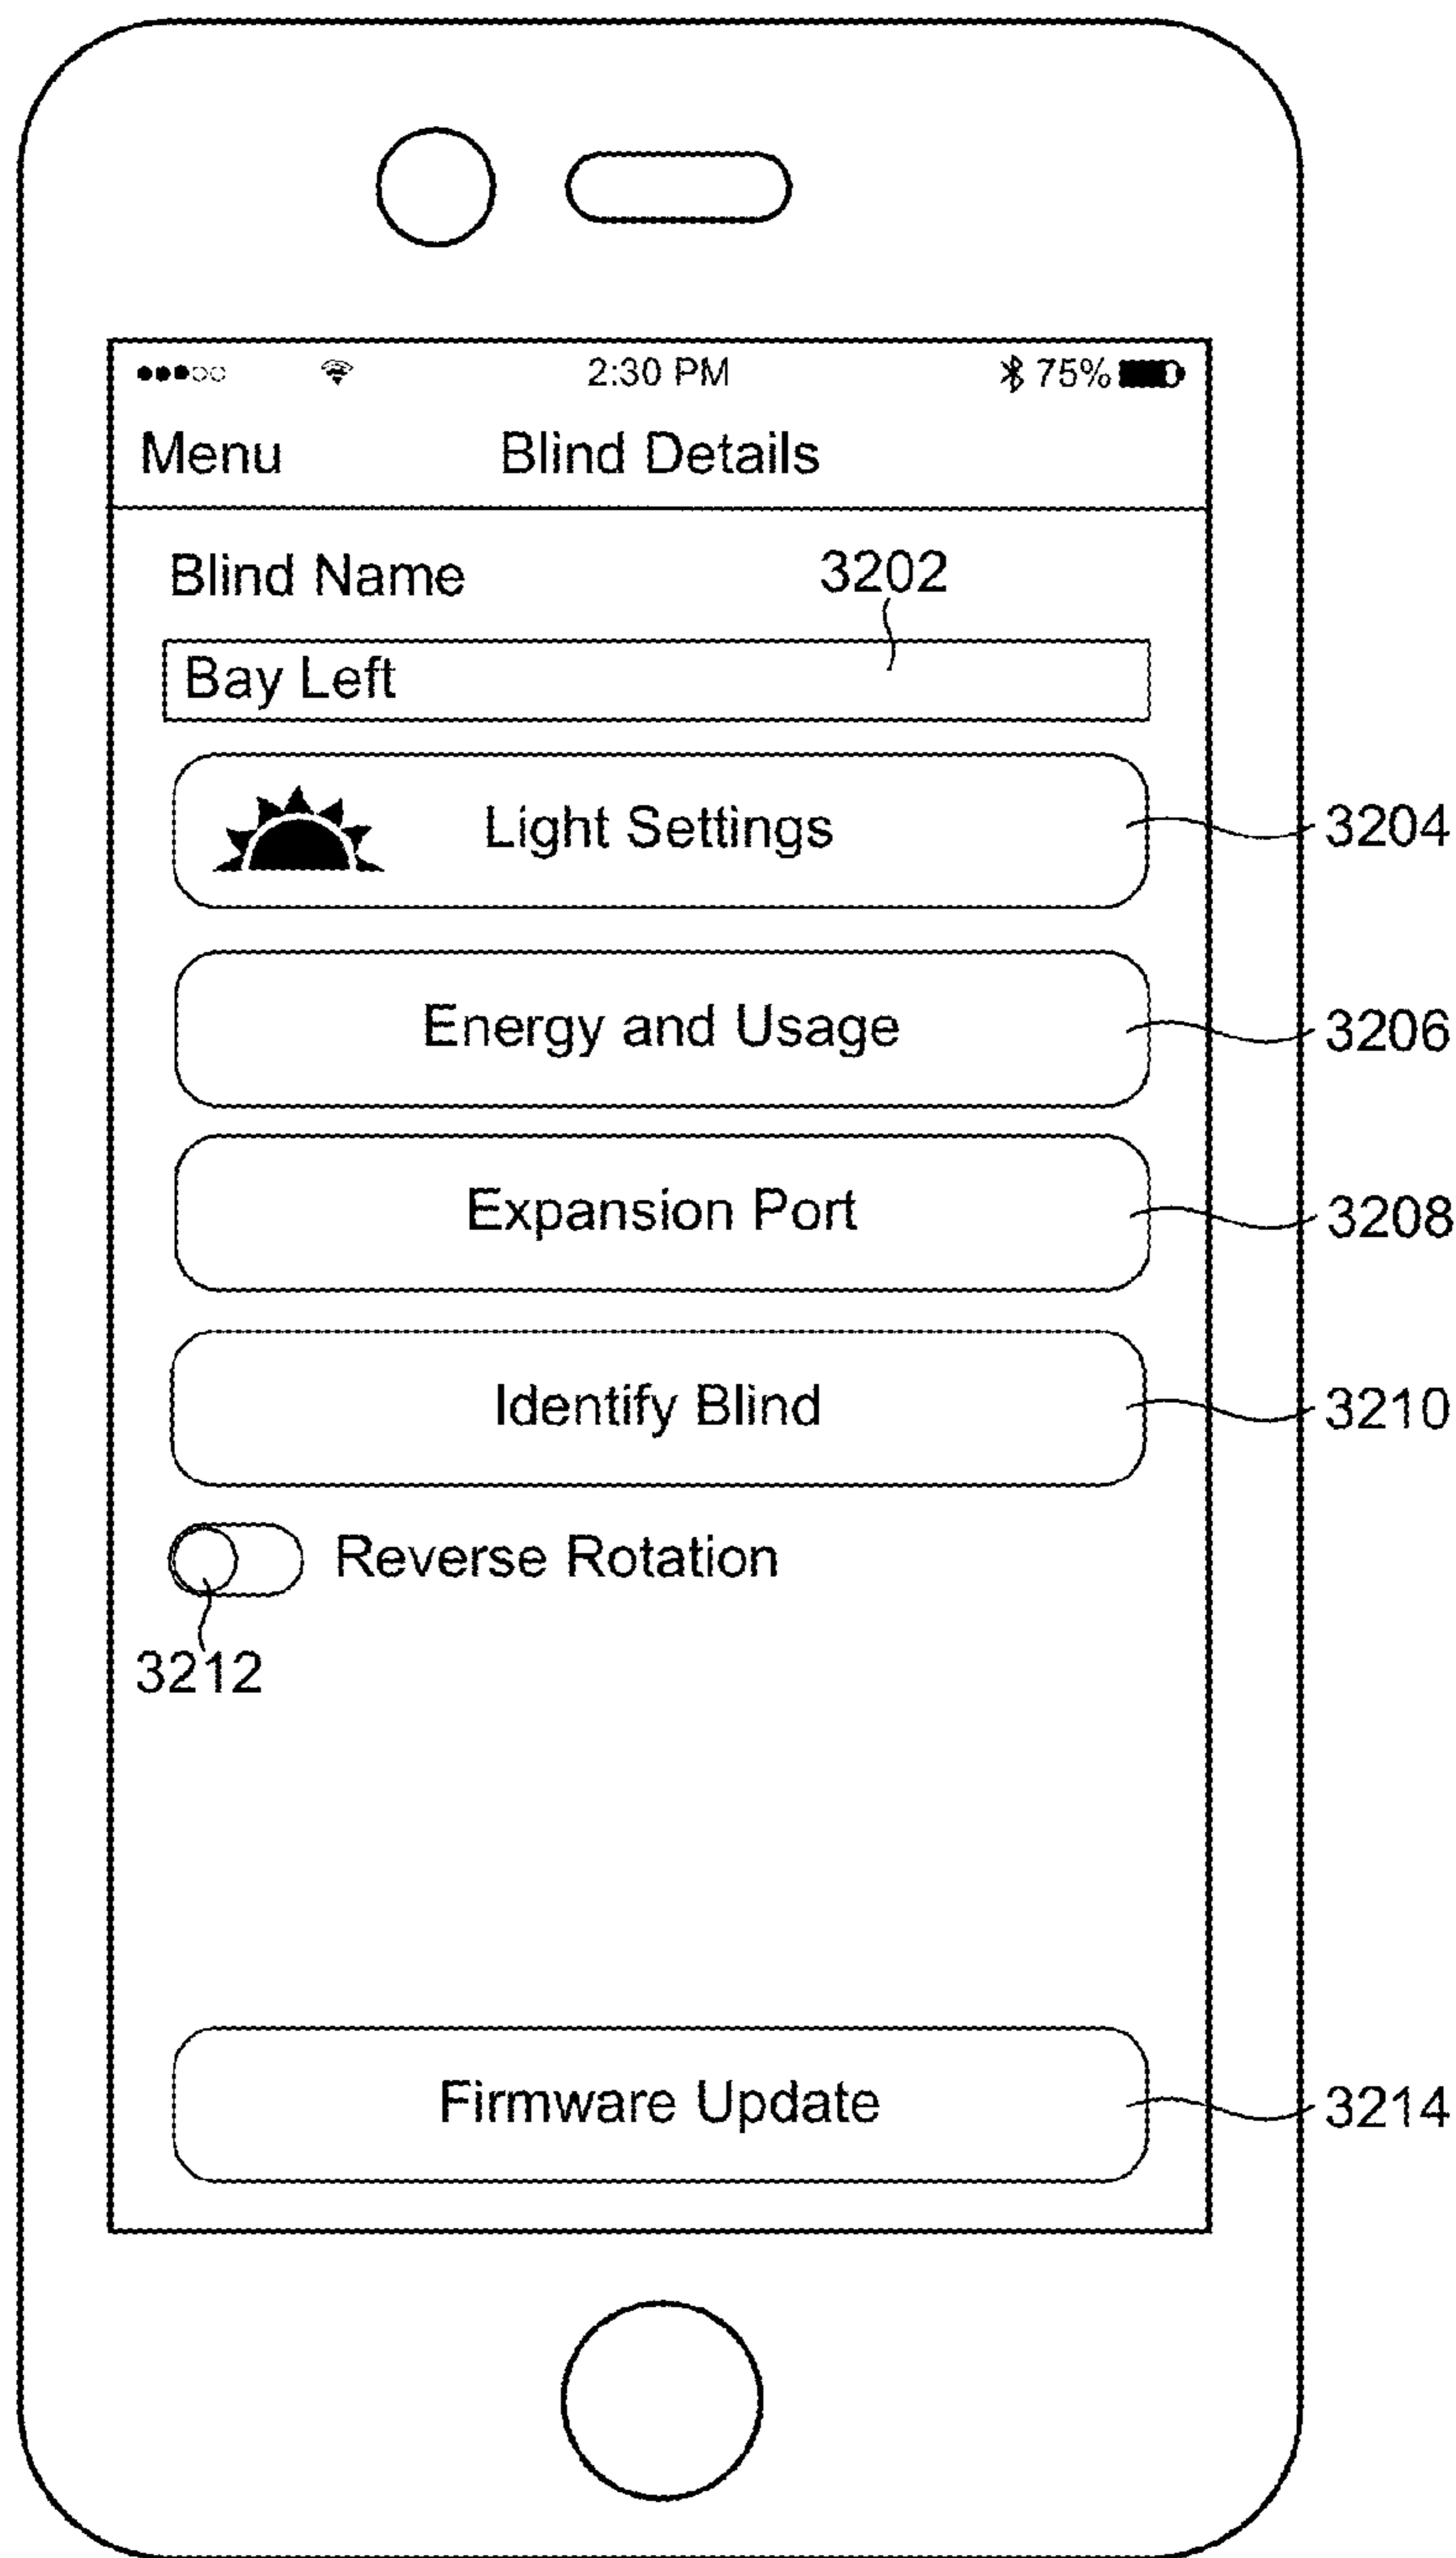 2:30 PM 75%
Menu Blind Details
Blind Name 3202
Bay Left
Light Settings 3204
Energy and Usage 3206
Expansion Port 3208
Identify Blind 3210
Reverse Rotation
3212
Firmware Update 3214